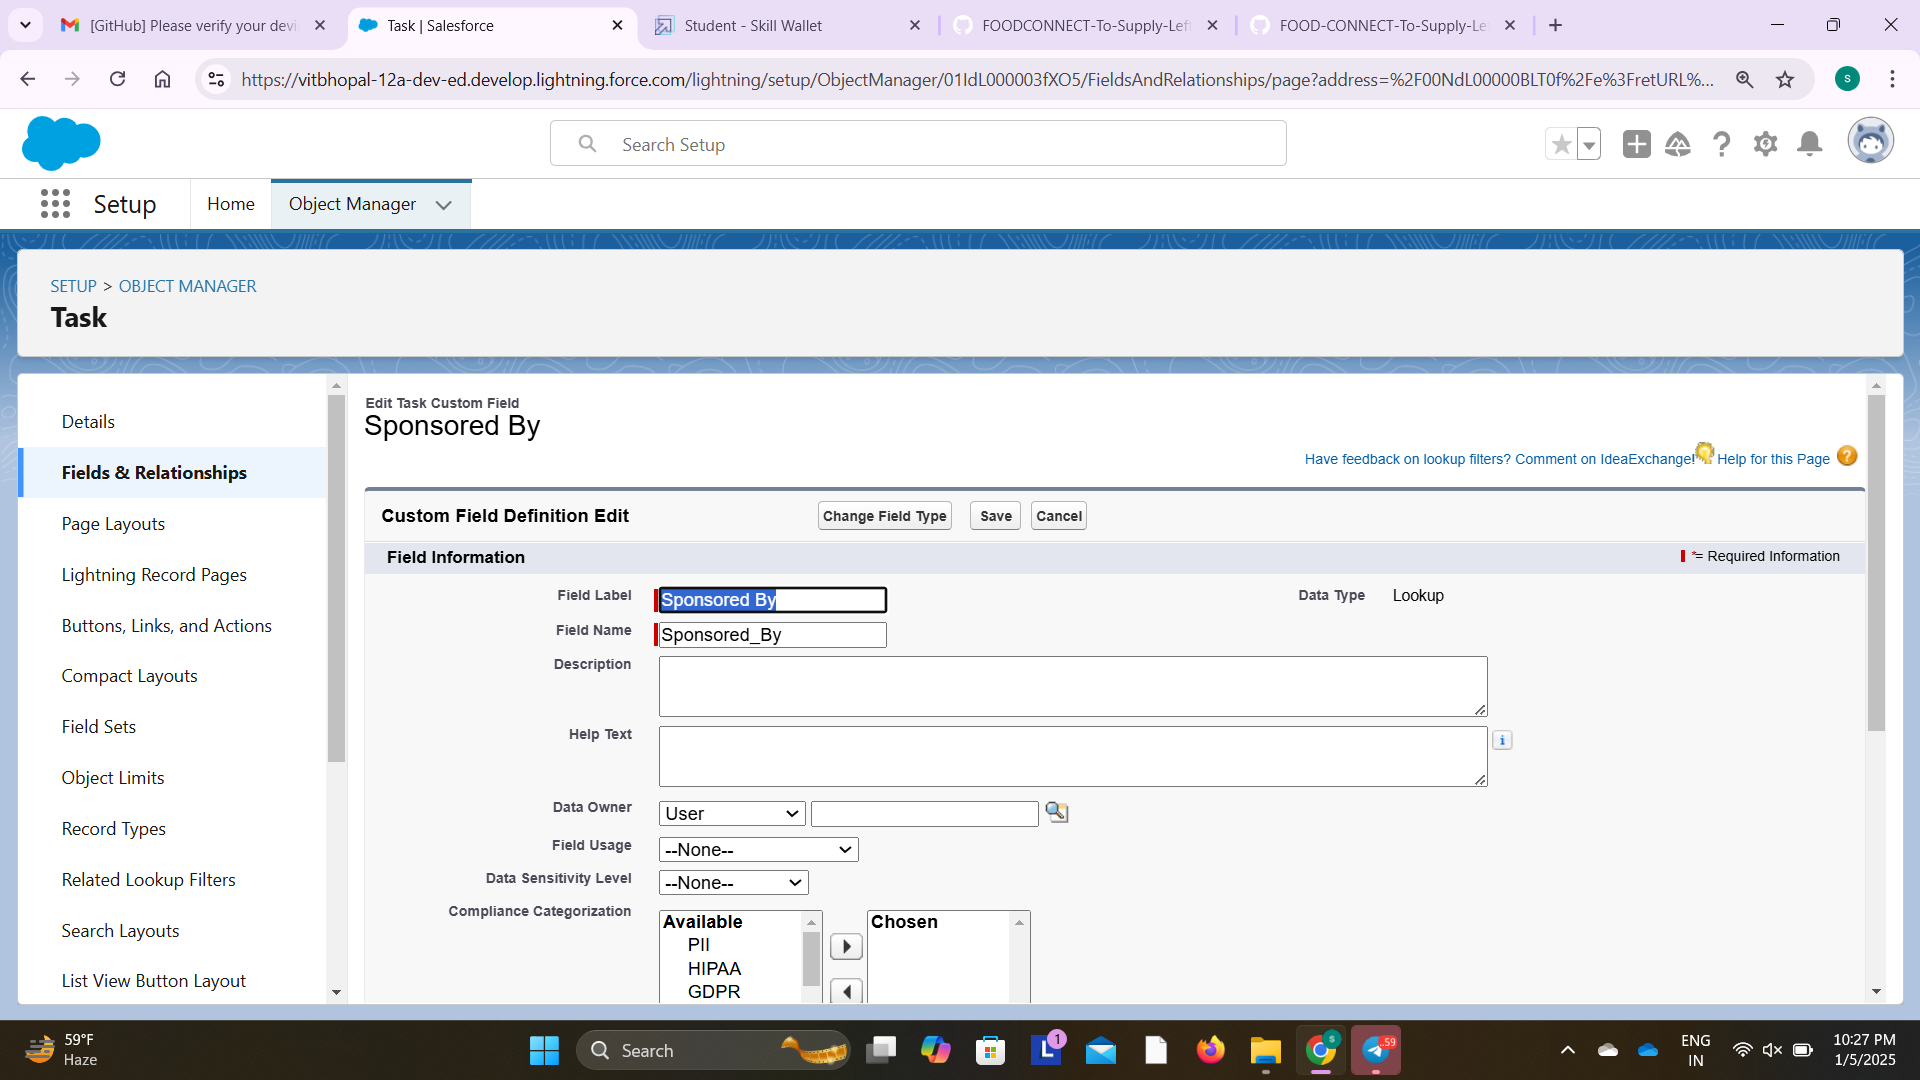 [GitHub] Please verify your devi
Task | Salesforce
Student - Skill Wallet
FOODCONNECT-To-Supply-Left
FOOD-CONNECT-To-Supply-Le
https://vitbhopal-12a-dev-ed.develop.lightning.force.com/lightning/setup/ObjectManager/01IdL000003fXO5/FieldsAndRelationships/page?address=%2F00NdL00000BLT0f%2Fe%3FretURL%...
S
Search Setup
Setup
Home
Object Manager
SETUP > OBJECT MANAGER
Task
Details
Fields & Relationships
Page Layouts
Lightning Record Pages
Buttons, Links, and Actions
Compact Layouts
Field Sets
Object Limits
Record Types
Related Lookup Filters
Search Layouts
List View Button Layout
Edit Task Custom Field
Sponsored By
Have feedback on lookup filters? Comment on IdeaExchange!
Help for this Page
Custom Field Definition Edit
Change Field Type
Save
Cancel
Field Information
*= Required Information
Field Label
Sponsored By
Data Type
Lookup
Field Name
Sponsored_By
Description
Help Text
Data Owner
User
Field Usage
--None--
Data Sensitivity Level
--None--
Compliance Categorization
Available
PII
HIPAA
GDPR
Chosen
59°F
Haze
Search
1
S
.59
ENG
IN
10:27 PM
1/5/2025